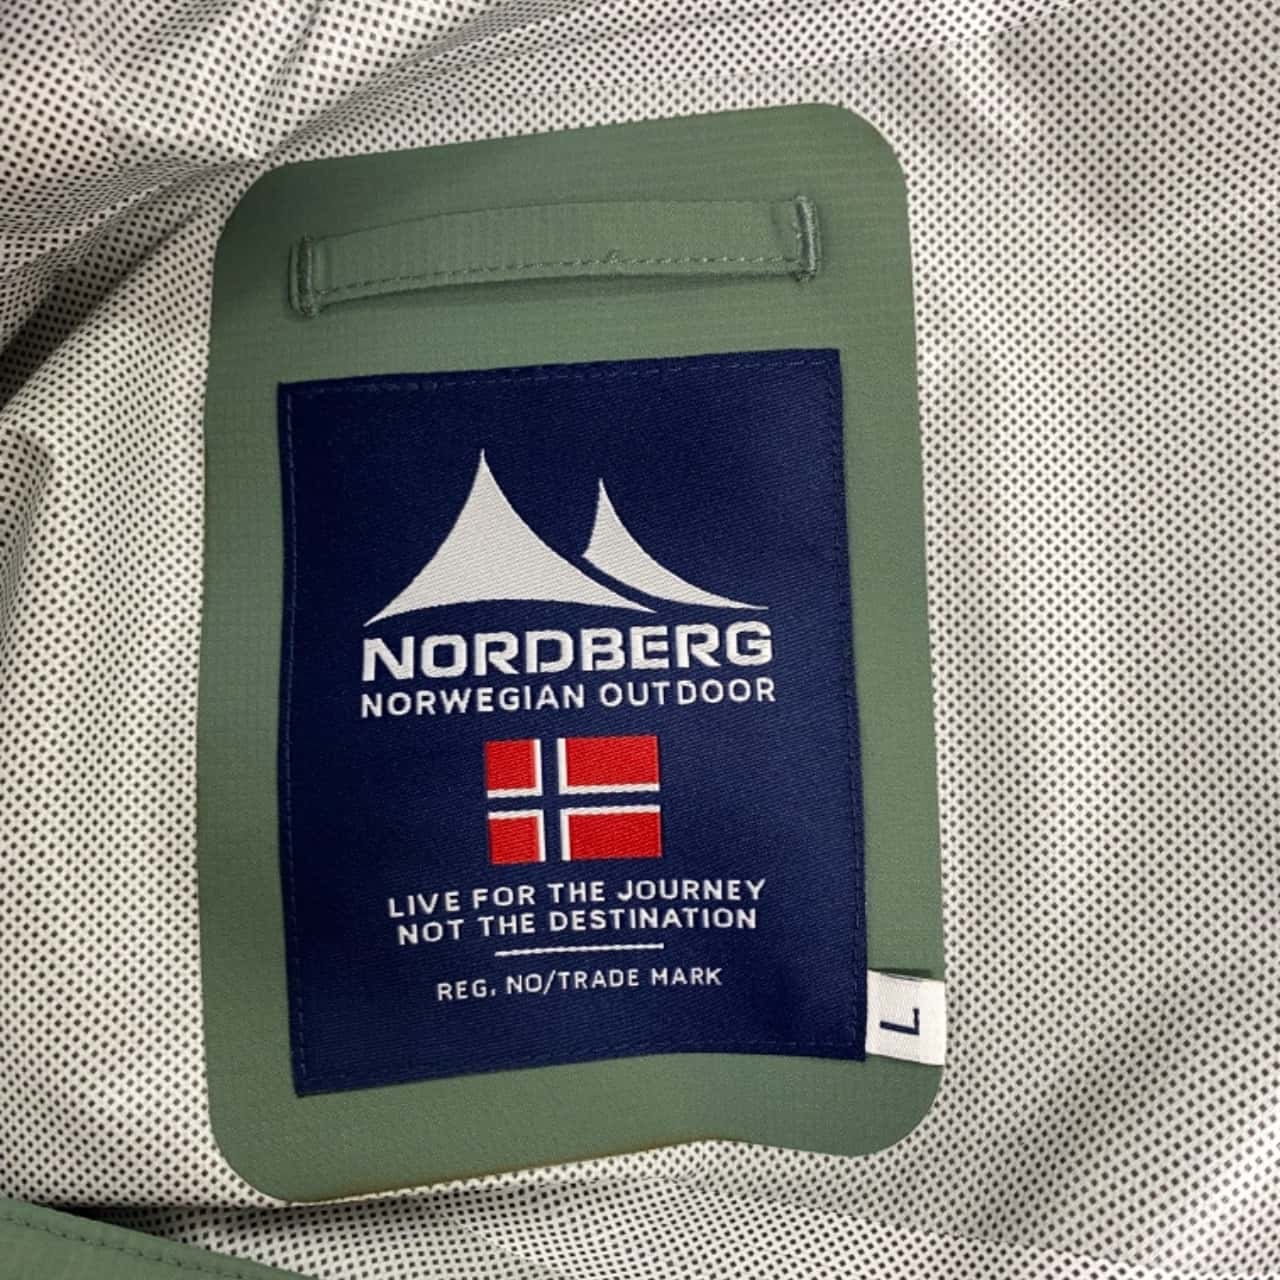 NORDBERG
NORWEGIAN OUTDOOR
LIVE FOR THE JOURNEY
NOT THE DESTINATION
REG. NO/TRADE MARK
L